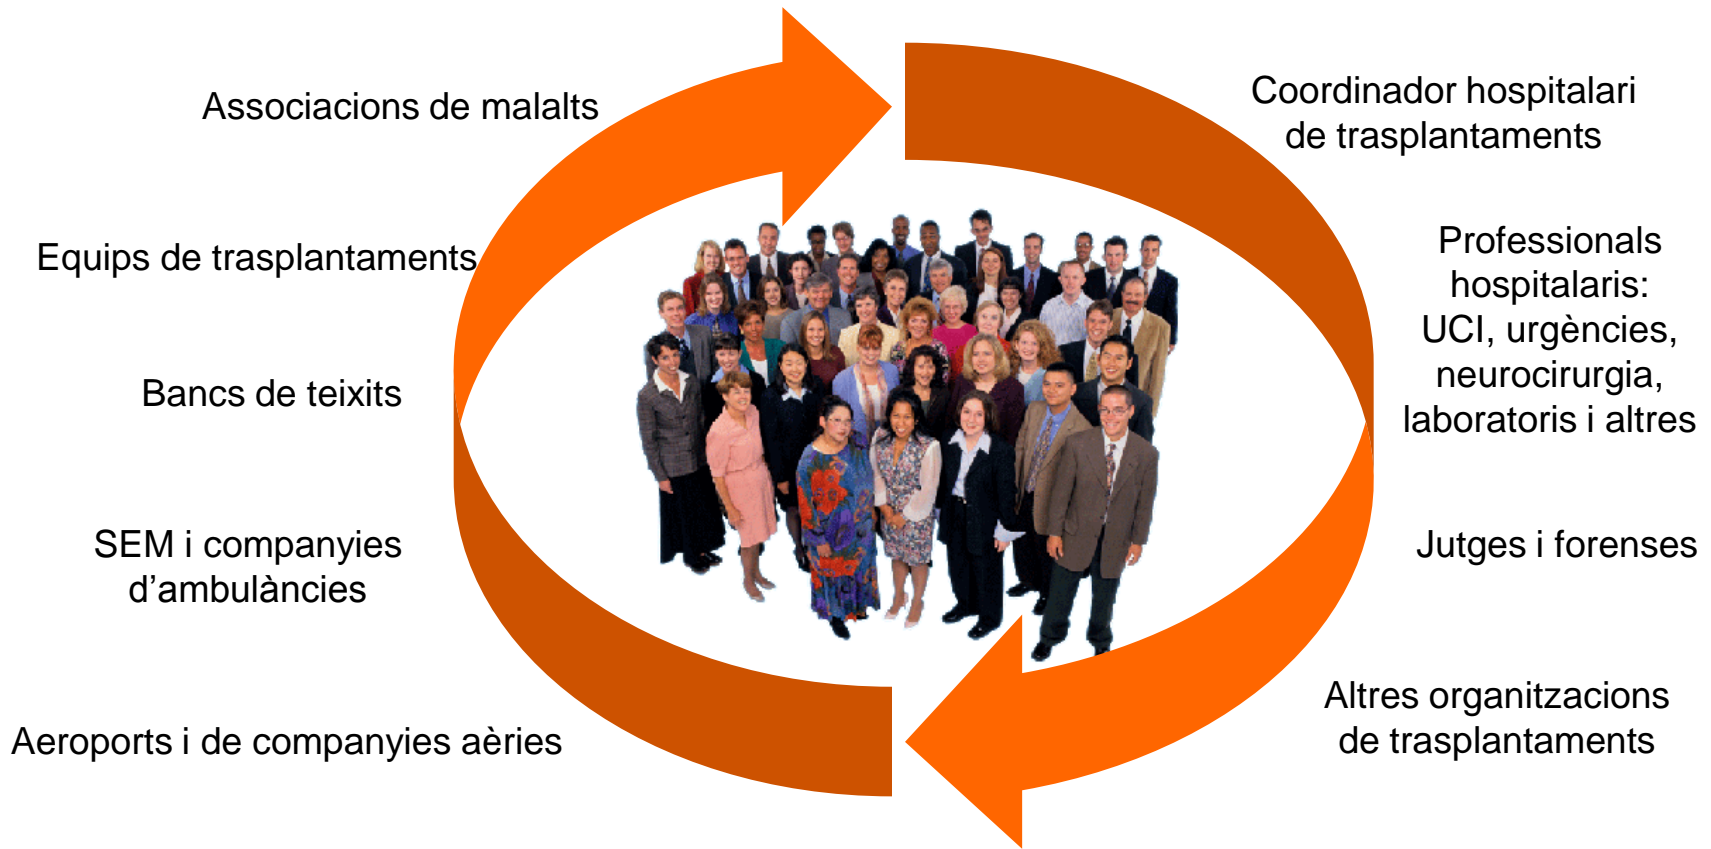 Associacions de malalts
Equips de trasplantaments
Bancs de teixits
SEM i companyies
d’ambulàncies
Aeroports i de companyies aèries
Coordinador hospitalari
de trasplantaments
Professionals
hospitalaris:
UCI, urgències,
neurocirurgia,
laboratoris i altres
Jutges i forenses
Altres organitzacions
de trasplantaments